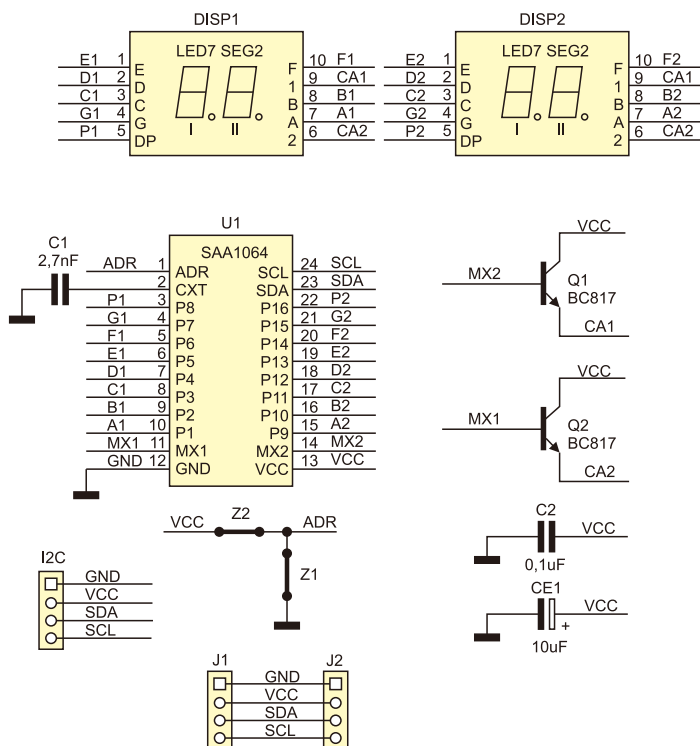 DISP1
LED7 SEG2
E1 1 E F 10 F1
D1 2 D 1 9 CA1
C1 3 C B 8 B1
G1 4 G A 7 A1
P1 5 DP 2 6 CA2
I II
DISP2
LED7 SEG2
E2 1 E F 10 F2
D2 2 D 1 9 CA1
C2 3 C B 8 B2
G2 4 G A 7 A2
P2 5 DP 2 6 CA2
I II
C1
2,7nF
U1
SAA1064
ADR 1 ADR SCL 24 SCL
2 CXT SDA 23 SDA
P1 3 P8 P16 22 P2
G1 4 P7 P15 21 G2
F1 5 P6 P14 20 F2
E1 6 P5 P13 19 E2
D1 7 P4 P12 18 D2
C1 8 P3 P11 17 C2
B1 9 P2 P10 16 B2
A1 10 P1 P9 15 A2
MX1 11 MX1 MX2 14 MX2
GND 12 GND VCC 13 VCC
VCC
MX2
Q1
BC817
CA1
VCC
MX1
Q2
BC817
CA2
VCC Z2 ADR
Z1
C2
VCC
0,1uF
CE1
VCC
+
10uF
I2C
GND
VCC
SDA
SCL
J1 J2
GND
VCC
SDA
SCL